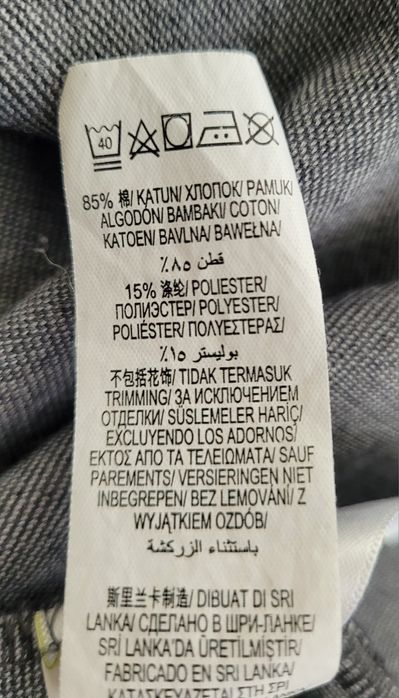 40
85% 棉/ KATUN/ ХЛОПОК/ PAMUK/
ALGODÓN/ BAMBAKI/ COTON/
KATOEN/ BAVLNA/ BAWEŁNA/
قطن ٨٥٪
15% 涤纶/ POLIESTER/
ПОЛИЭСТЕР/ POLYESTER/
POLIÉSTER/ ΠΟΛΥΕΣΤΕΡΑΣ/
بوليستر ١٥٪
不包括花饰/ TIDAK TERMASUK
TRIMMING/ ЗА ИСКЛЮЧЕНИЕМ
ОТДЕЛКИ/ SÜSLEMELER HARİÇ/
EXCLUYENDO LOS ADORNOS/
ΕΚΤΟΣ ΑΠΟ ΤΑ ΤΕΛΕΙΩΜΑΤΑ/ SAUF
PAREMENTS/ VERSIERINGEN NIET
INBEGREPEN/ BEZ LEMOVÁNÍ/ Z
WYJĄTKIEM OZDÓB/
باستثناء الزركشة
斯里兰卡制造/ DIBUAT DI SRI
LANKA/ СДЕЛАНО В ШРИ-ЛАНКЕ/
SRİ LANKA'DA ÜRETİLMİŞTİR/
FABRICADO EN SRI LANKA/
ΚΑΤΑΣΚΕΥΑΖΕΤΑΙ ΣΤΗ ΣΡΙ